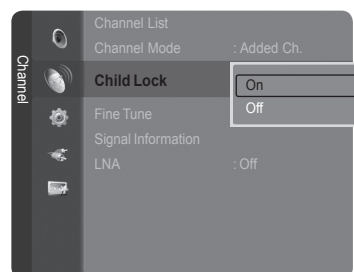 Channel
Channel List
Channel Mode : Added Ch.
Child Lock
On
Off
Fine Tune
Signal Information
LNA : Off